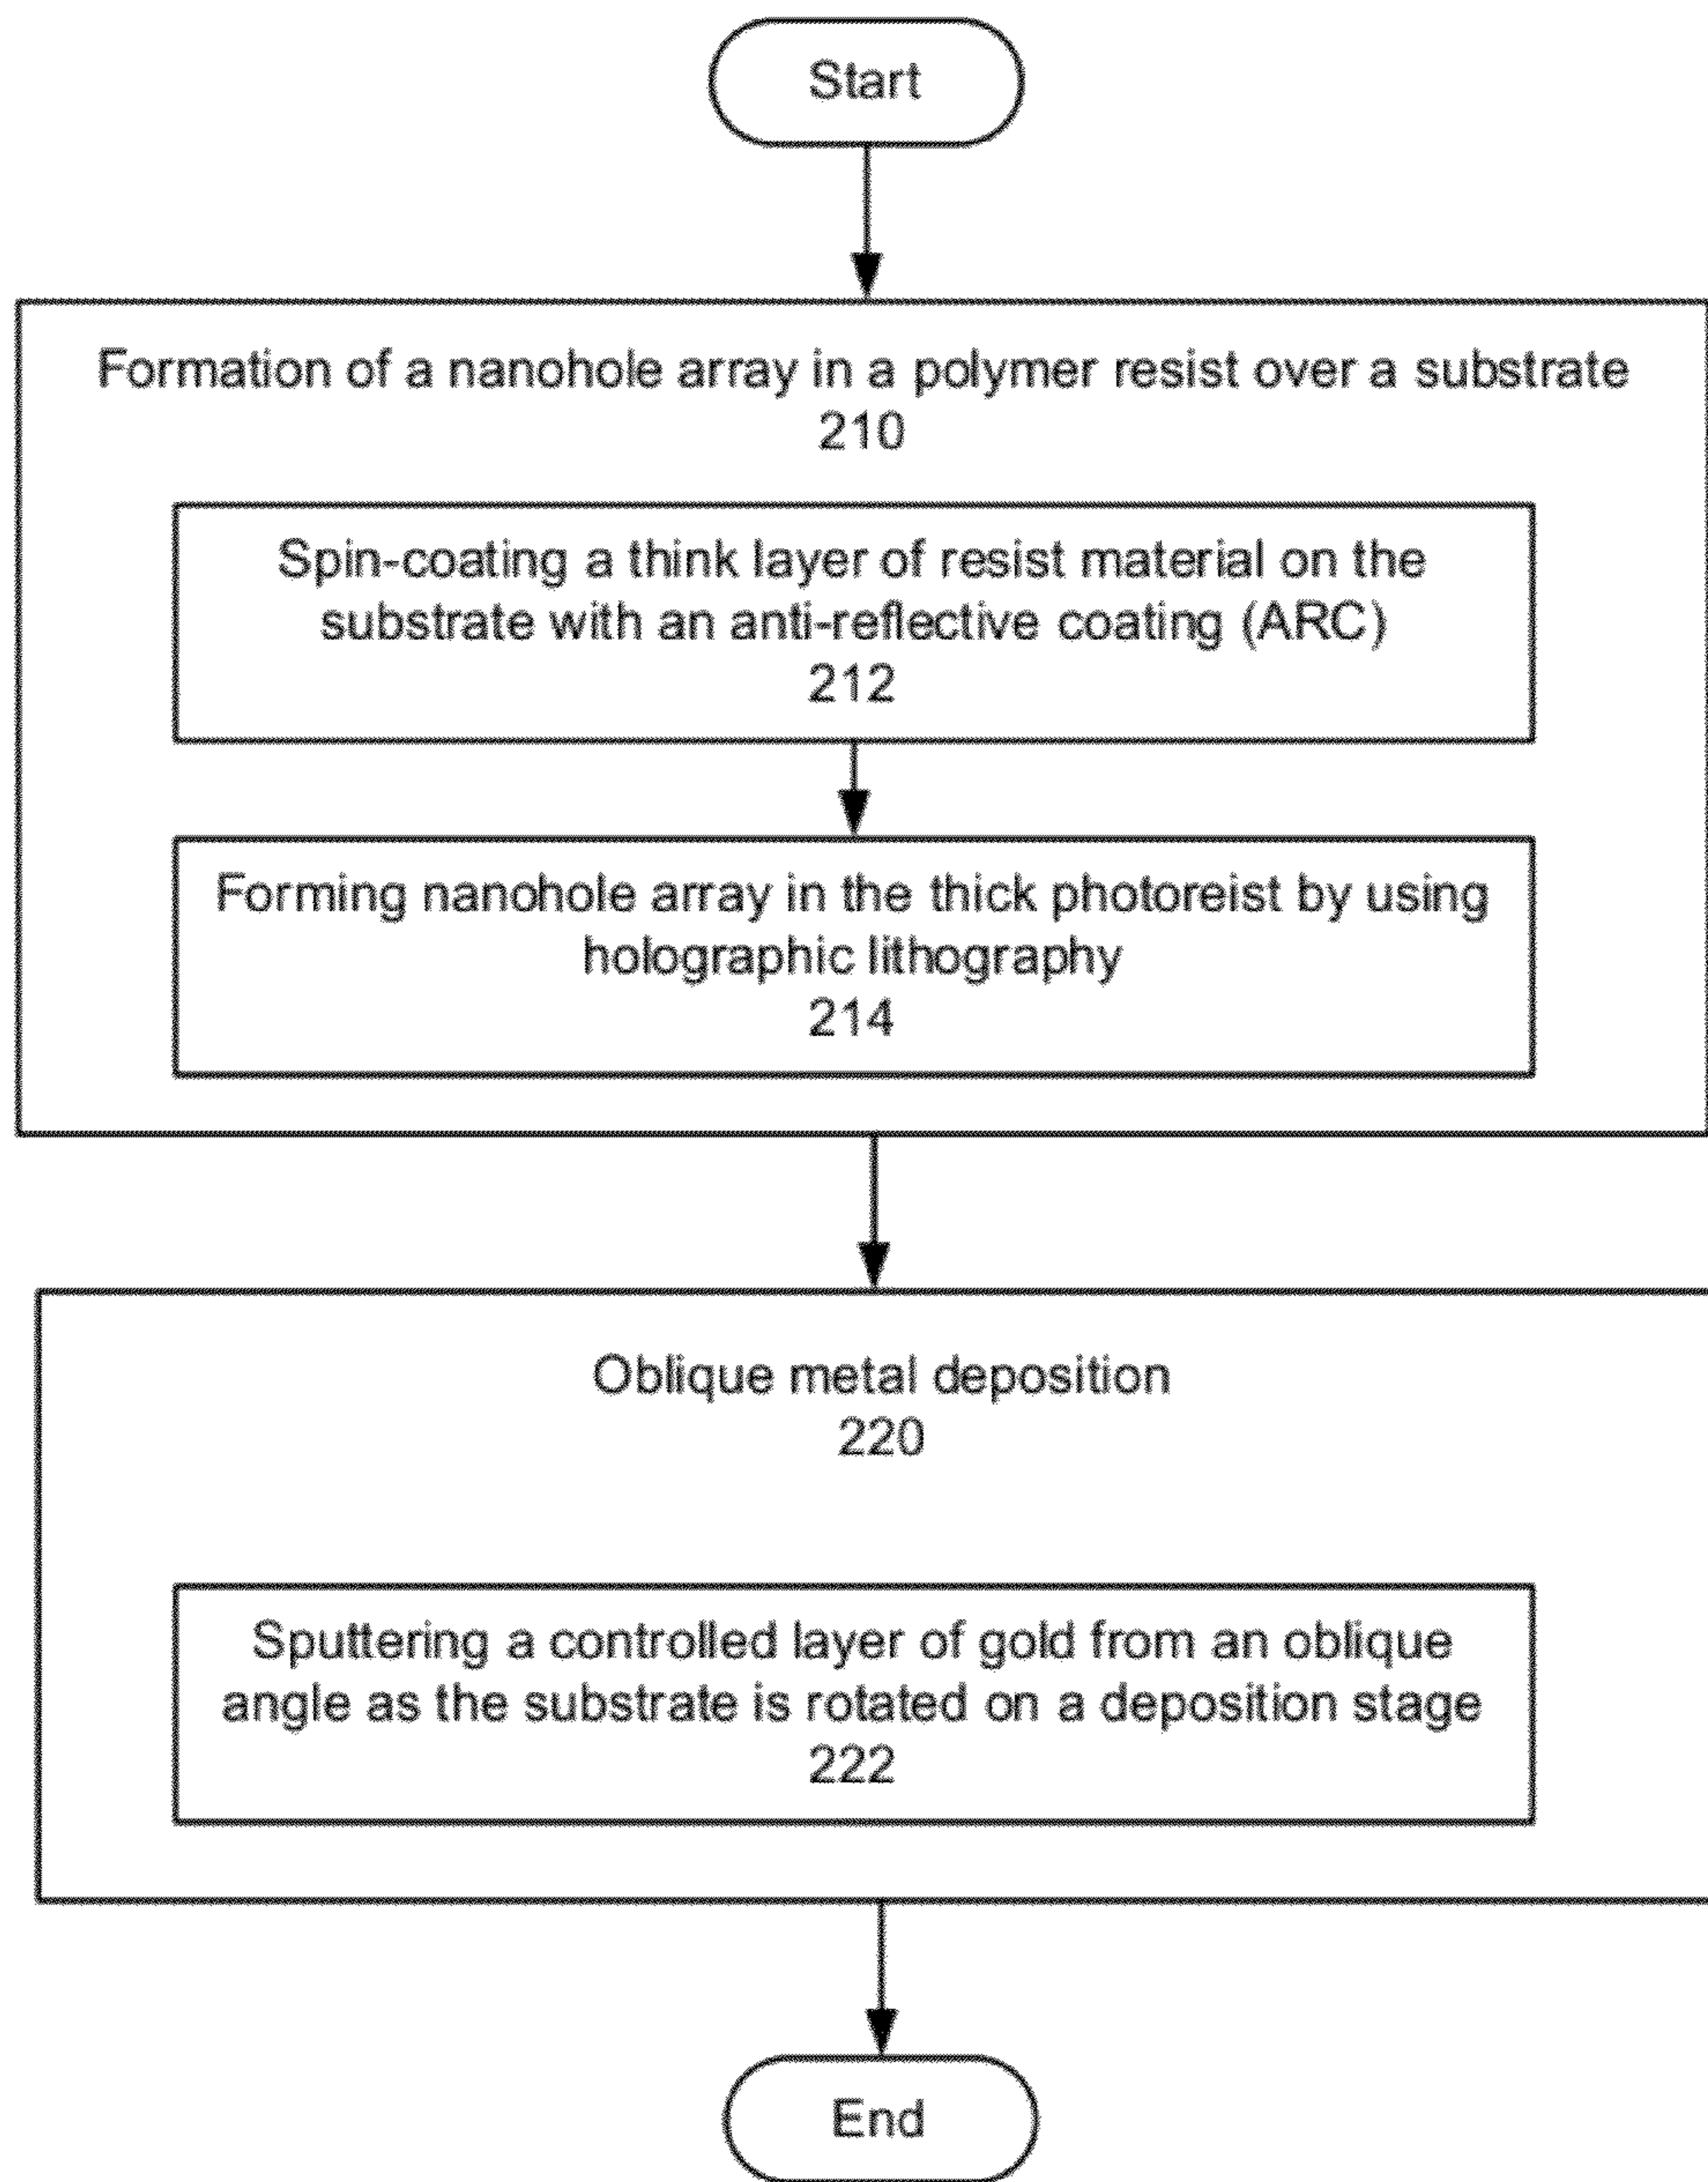 Start
Formation of a nanohole array in a polymer resist over a substrate
210
Spin-coating a think layer of resist material on the
substrate with an anti-reflective coating (ARC)
212
Forming nanohole array in the thick photoreist by using
holographic lithography
214
Oblique metal deposition
220
Sputtering a controlled layer of gold from an oblique
angle as the substrate is rotated on a deposition stage
222
End